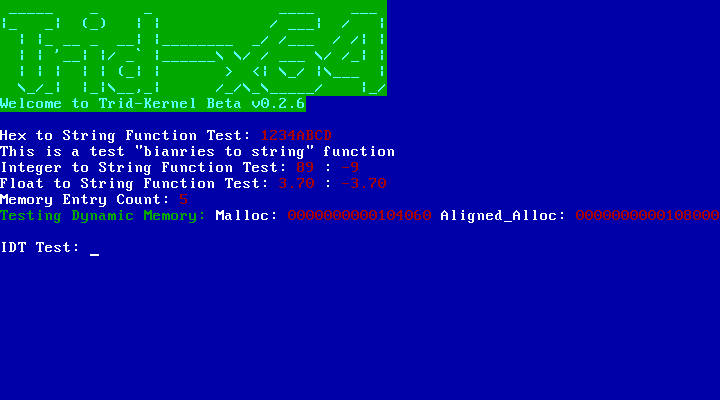 Trid-x64
Welcome to Trid-Kernel Beta v0.2.6
Hex to String Function Test: 1234ABCD
This is a test "bianries to string" function
Integer to String Function Test: 89 : -9
Float to String Function Test: 3.70 : -3.70
Memory Entry Count: 5
Testing Dynamic Memory: Malloc: 0000000000104060 Aligned_Alloc: 0000000000108000
IDT Test: _